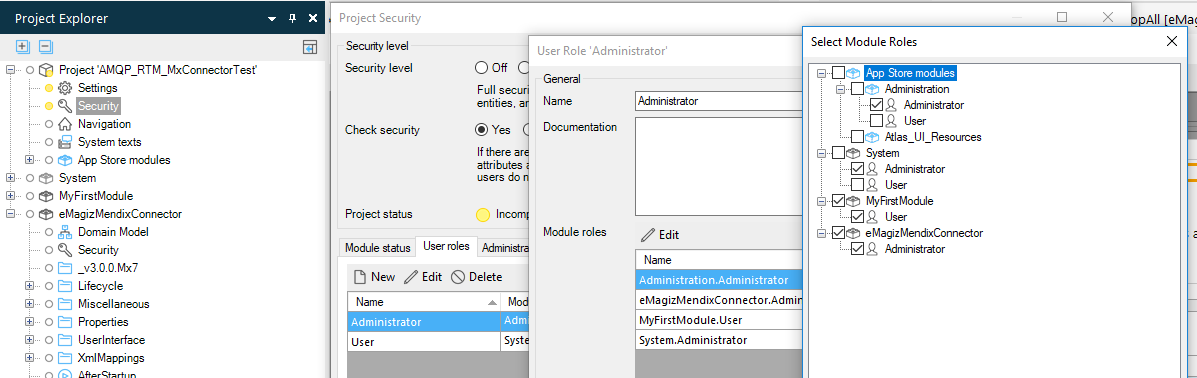 Project Explorer
Project 'AMQP_RTM_MxConnectorTest'
Settings
Security
Navigation
System texts
App Store modules
System
MyFirstModule
eMagizMendixConnector
Domain Model
Security
_v3.0.0.Mx7
Lifecycle
Miscellaneous
Properties
UserInterface
XmlMappings
AfterStartup
Project Security
Security level
Security level
Off
Full securi
entities, an
Check security
Yes
If there are
attributes a
users do n
Project status
Incomp
Module status
User roles
Administra
New
Edit
Delete
Name
Modu
Administrator
Admi
User
Syste
User Role 'Administrator'
General
Name
Administrator
Documentation
Module roles
Edit
Name
Administration.Administrator
eMagizMendixConnector.Admin
MyFirstModule.User
System.Administrator
opAll [eMag
Select Module Roles
App Store modules
Administration
Administrator
User
Atlas_UI_Resources
System
Administrator
User
MyFirstModule
User
eMagizMendixConnector
Administrator